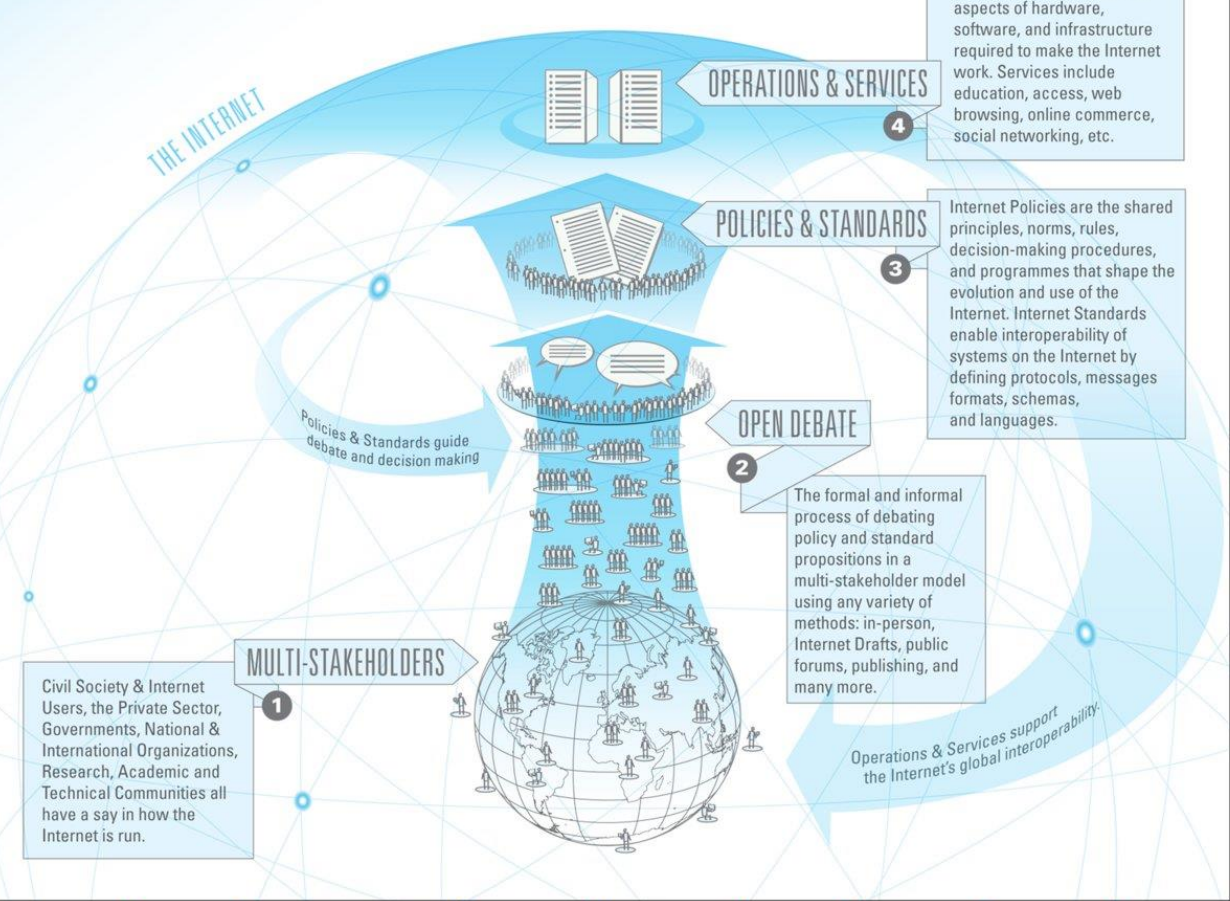 aspects of hardware,
software, and infrastructure
required to make the Internet
work. Services include
education, access, web
browsing, online commerce,
social networking, etc.
OPERATIONS & SERVICES
4
THE INTERNET
POLICIES & STANDARDS
3
Internet Policies are the shared
principles, norms, rules,
decision-making procedures,
and programmes that shape the
evolution and use of the
Internet. Internet Standards
enable interoperability of
systems on the Internet by
defining protocols, messages
formats, schemas,
and languages.
Policies & Standards guide
debate and decision making
OPEN DEBATE
2
The formal and informal
process of debating
policy and standard
propositions in a
multi-stakeholder model
using any variety of
methods: in-person,
Internet Drafts, public
forums, publishing, and
many more.
MULTI-STAKEHOLDERS
1
Civil Society & Internet
Users, the Private Sector,
Governments, National &
International Organizations,
Research, Academic and
Technical Communities all
have a say in how the
Internet is run.
Operations & Services support
the Internet's global interoperability.